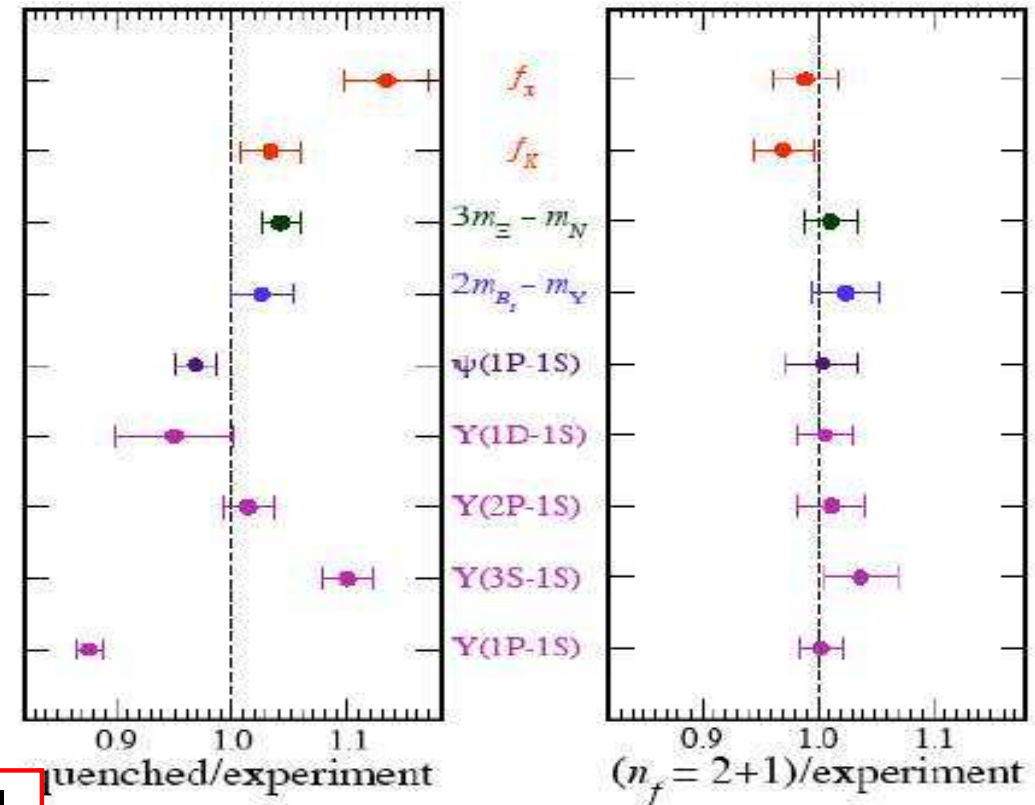 f_π
f_K
3m_Ξ − m_N
2m_{B_s} − m_Υ
ψ(1P-1S)
Υ(1D-1S)
Υ(2P-1S)
Υ(3S-1S)
Υ(1P-1S)
0.9 1.0 1.1
quenched/experiment
0.9 1.0 1.1
(n_f = 2+1)/experiment